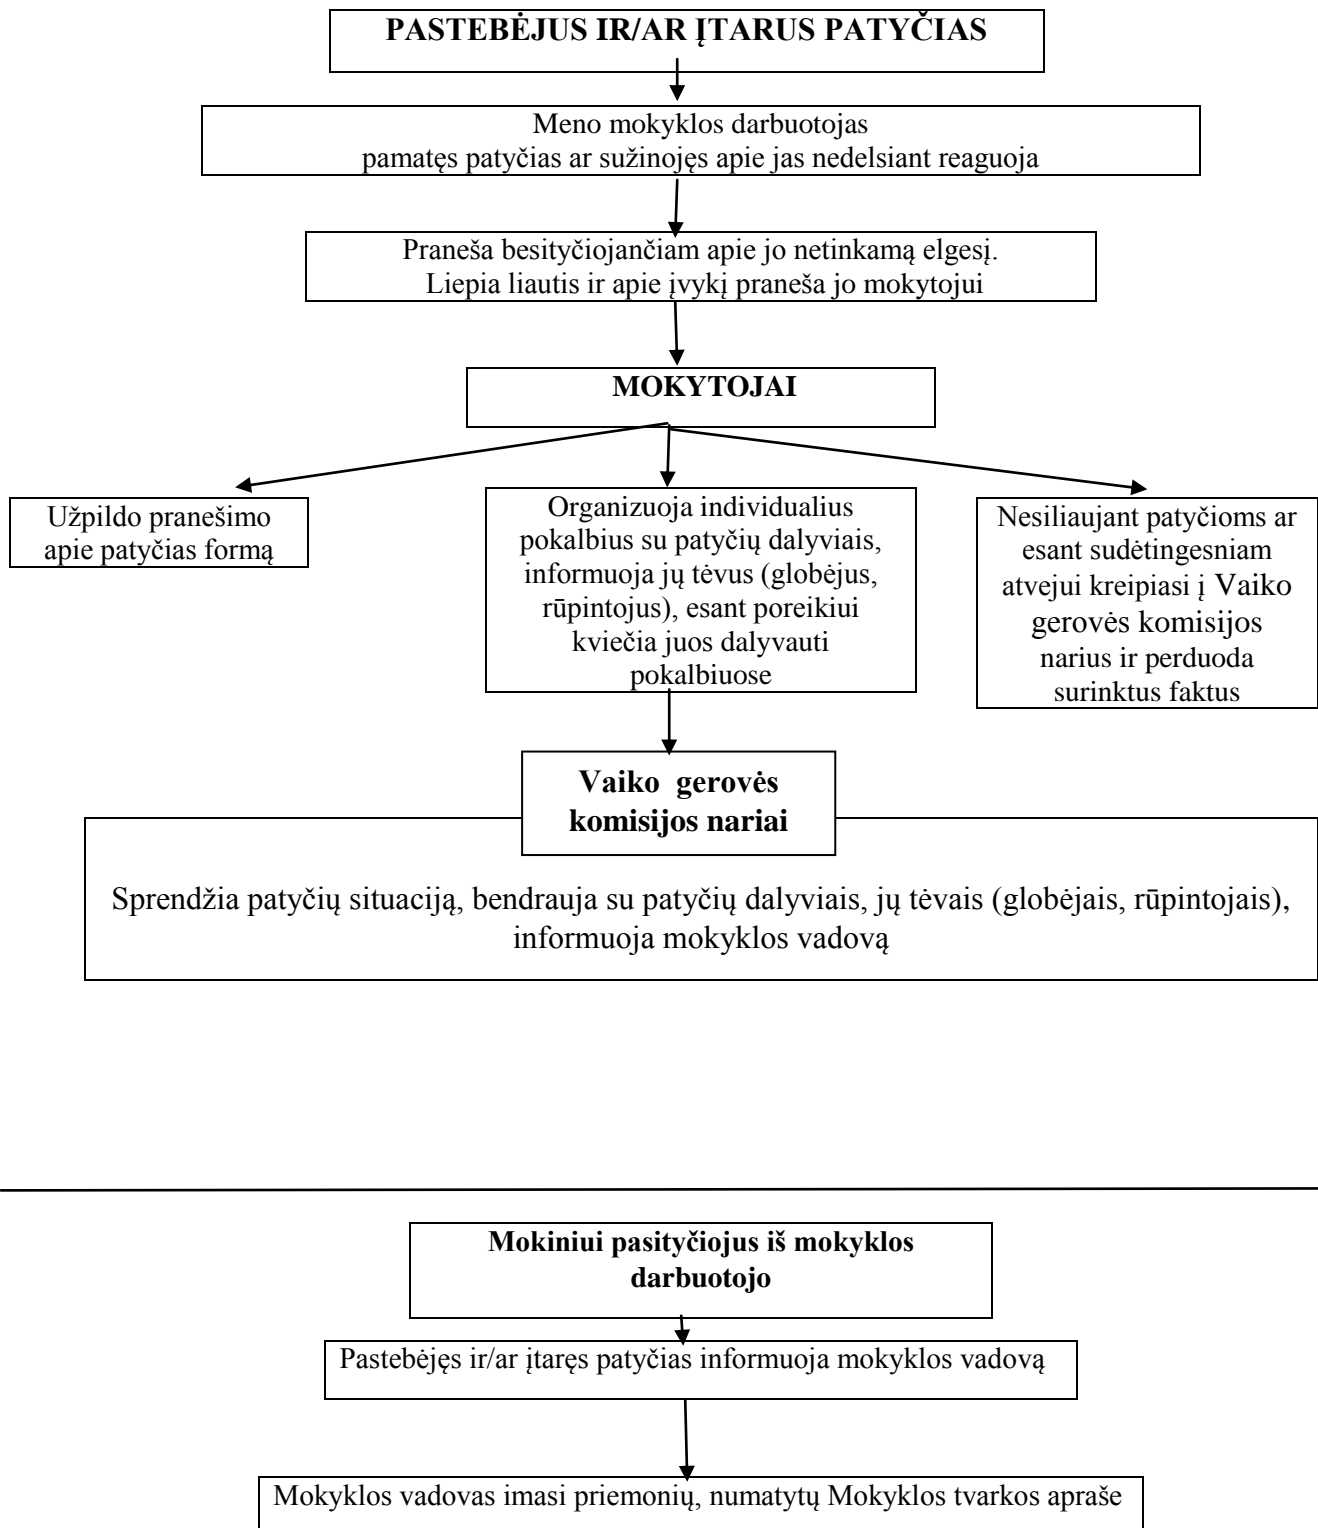 PASTEBĖJUS IR/AR ĮTARUS PATYČIAS
Meno mokyklos darbuotojas
pamatęs patyčias ar sužinojęs apie jas nedelsiant reaguoja
Praneša besityčiojančiam apie jo netinkamą elgesį.
Liepia liautis ir apie įvykį praneša jo mokytojui
MOKYTOJAI
Užpildo pranešimo
apie patyčias formą
Organizuoja individualius
pokalbius su patyčių dalyviais,
informuoja jų tėvus (globėjus,
rūpintojus), esant poreikiui
kviečia juos dalyvauti
pokalbiuose
Nesiliaujant patyčioms ar
esant sudėtingesniam
atvejui kreipiasi į Vaiko
gerovės komisijos
narius ir perduoda
surinktus faktus
Vaiko gerovės
komisijos nariai
Sprendžia patyčių situaciją, bendrauja su patyčių dalyviais, jų tėvais (globėjais, rūpintojais),
informuoja mokyklos vadovą
Mokiniui pasityčiojus iš mokyklos
darbuotojo
Pastebėjęs ir/ar įtaręs patyčias informuoja mokyklos vadovą
Mokyklos vadovas imasi priemonių, numatytų Mokyklos tvarkos apraše